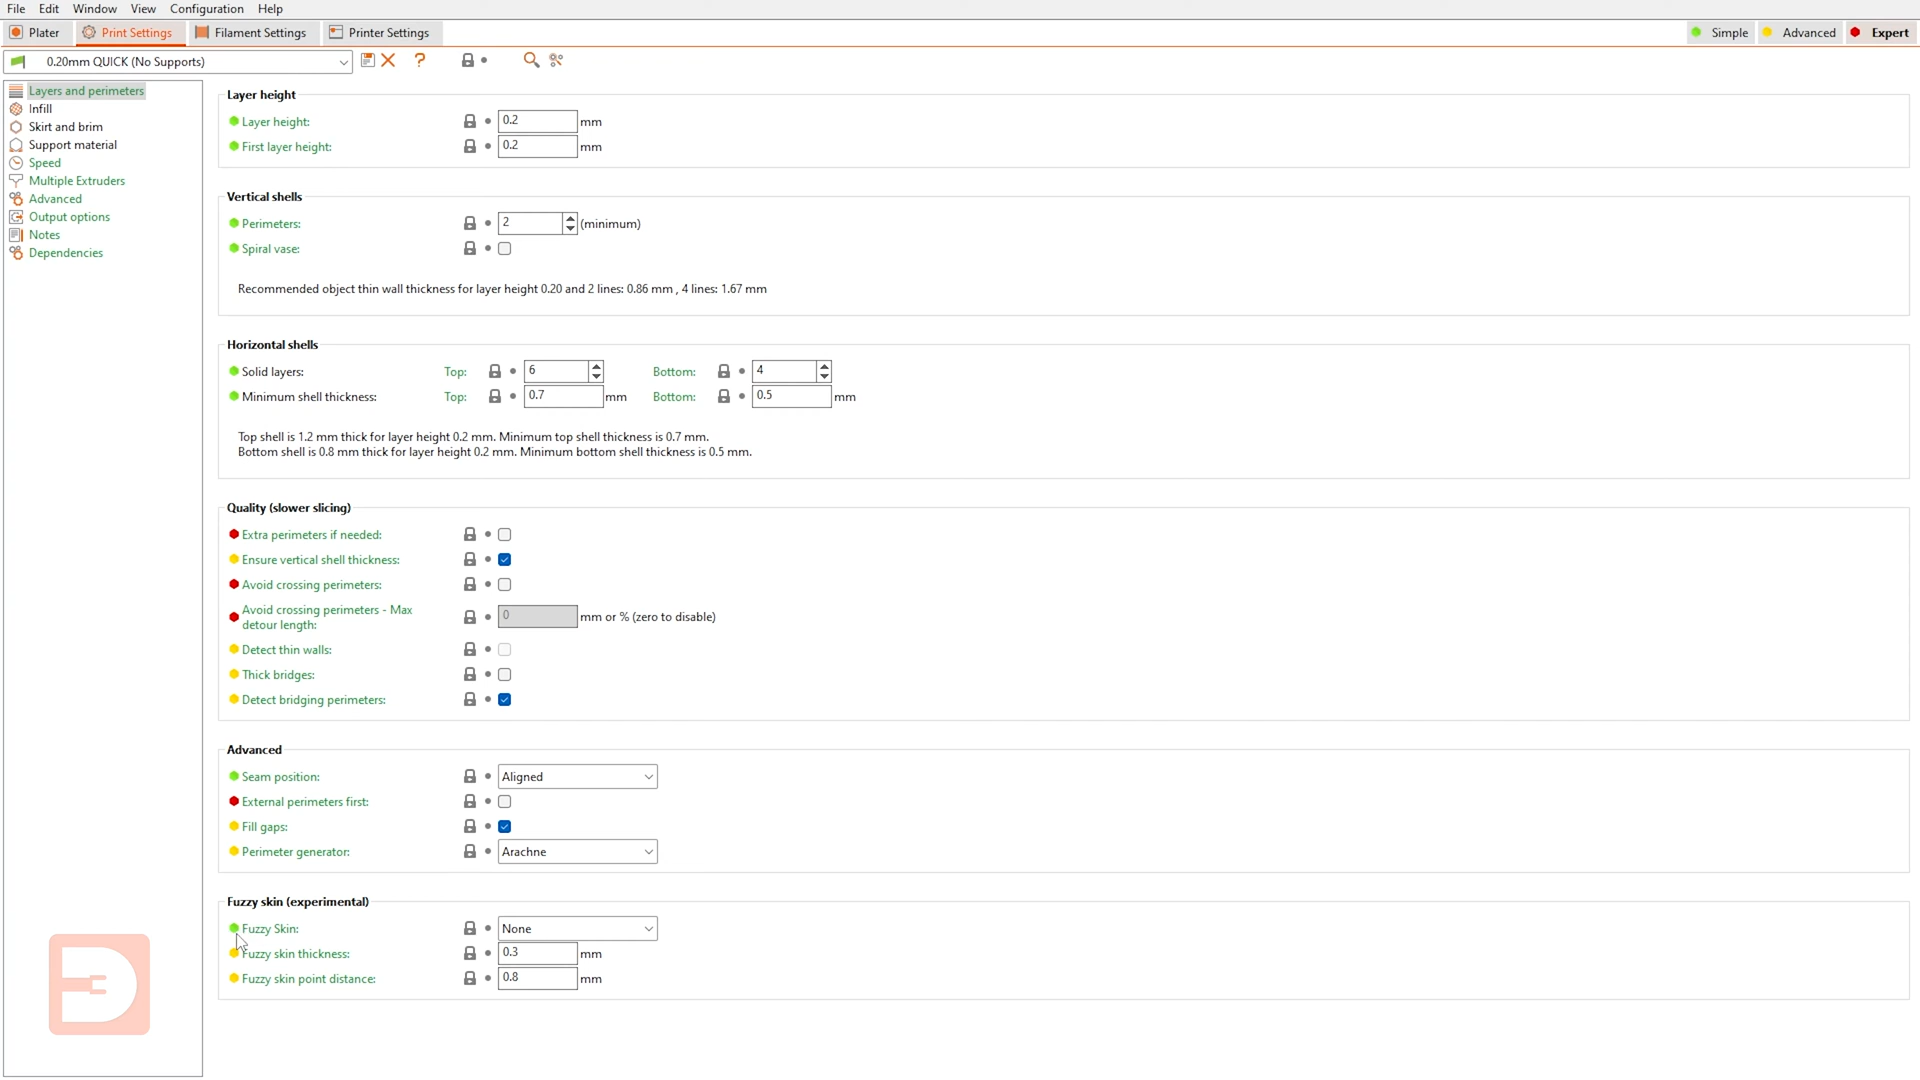 File Edit Window View Configuration Help
Plater Print Settings Filament Settings Printer Settings Simple Advanced Expert
0.20mm QUICK (No Supports) ?
Layers and perimeters
Infill
Skirt and brim
Support material
Speed
Multiple Extruders
Advanced
Output options
Notes
Dependencies
Layer height
Layer height: 0.2 mm
First layer height: 0.2 mm
Vertical shells
Perimeters: 2 (minimum)
Spiral vase:
Recommended object thin wall thickness for layer height 0.20 and 2 lines: 0.86 mm , 4 lines: 1.67 mm
Horizontal shells
Solid layers: Top: 6 Bottom: 4
Minimum shell thickness: Top: 0.7 mm Bottom: 0.5 mm
Top shell is 1.2 mm thick for layer height 0.2 mm. Minimum top shell thickness is 0.7 mm.
Bottom shell is 0.8 mm thick for layer height 0.2 mm. Minimum bottom shell thickness is 0.5 mm.
Quality (slower slicing)
Extra perimeters if needed:
Ensure vertical shell thickness:
Avoid crossing perimeters:
Avoid crossing perimeters - Max
detour length: 0 mm or % (zero to disable)
Detect thin walls:
Thick bridges:
Detect bridging perimeters:
Advanced
Seam position: Aligned
External perimeters first:
Fill gaps:
Perimeter generator: Arachne
Fuzzy skin (experimental)
Fuzzy Skin: None
Fuzzy skin thickness: 0.3 mm
Fuzzy skin point distance: 0.8 mm